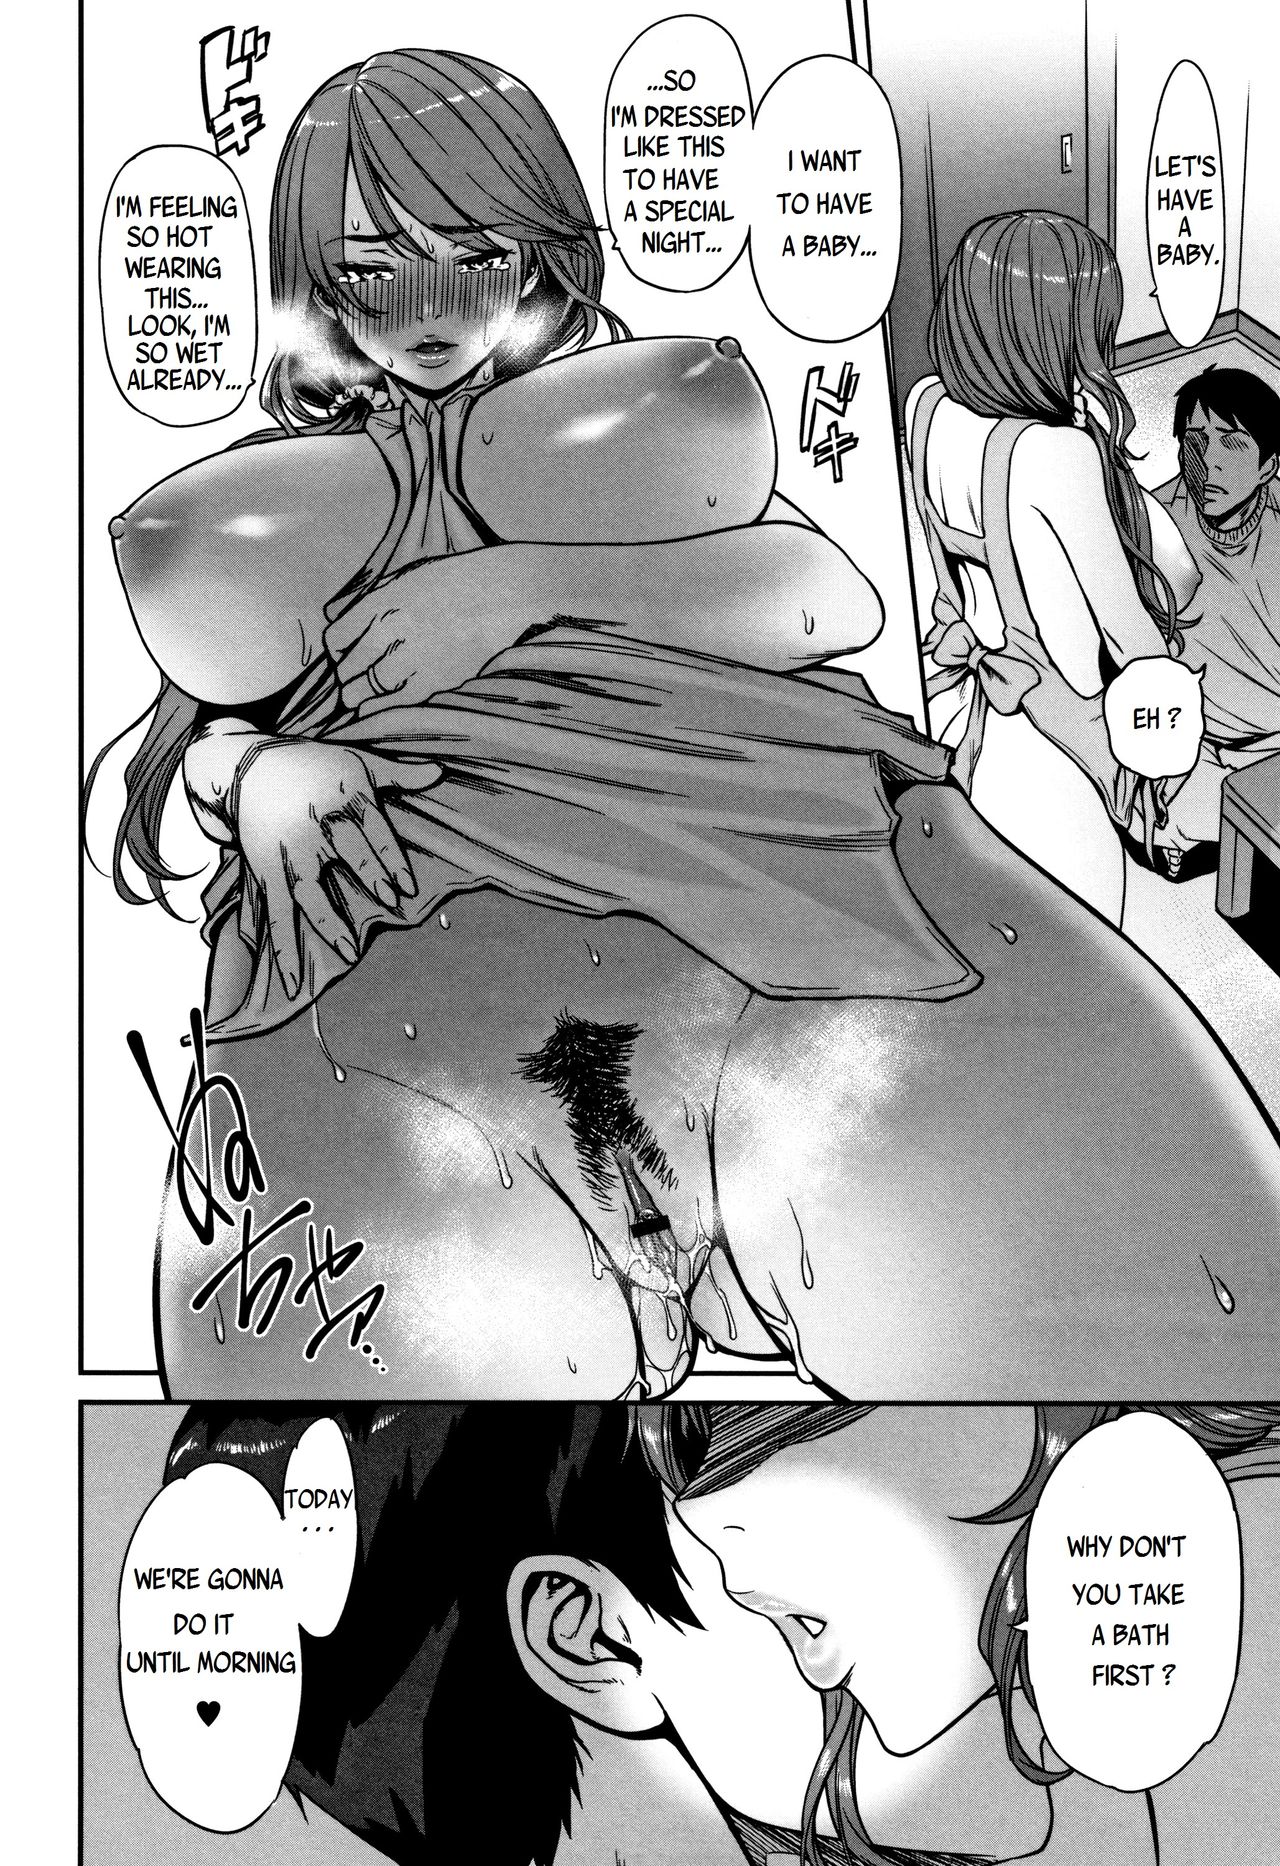 LET'S
HAVE
A
BABY.
EH ?
I WANT
TO HAVE
A BABY...
...SO
I'M DRESSED
LIKE THIS
TO HAVE
A SPECIAL
NIGHT...
ドキ
ドキ
I'M FEELING
SO HOT
WEARING
THIS...
LOOK, I'M
SO WET
ALREADY...
ぬちゃァ…
WHY DON'T
YOU TAKE
A BATH
FIRST ?
TODAY
...
WE'RE GONNA
DO IT
UNTIL MORNING
♥